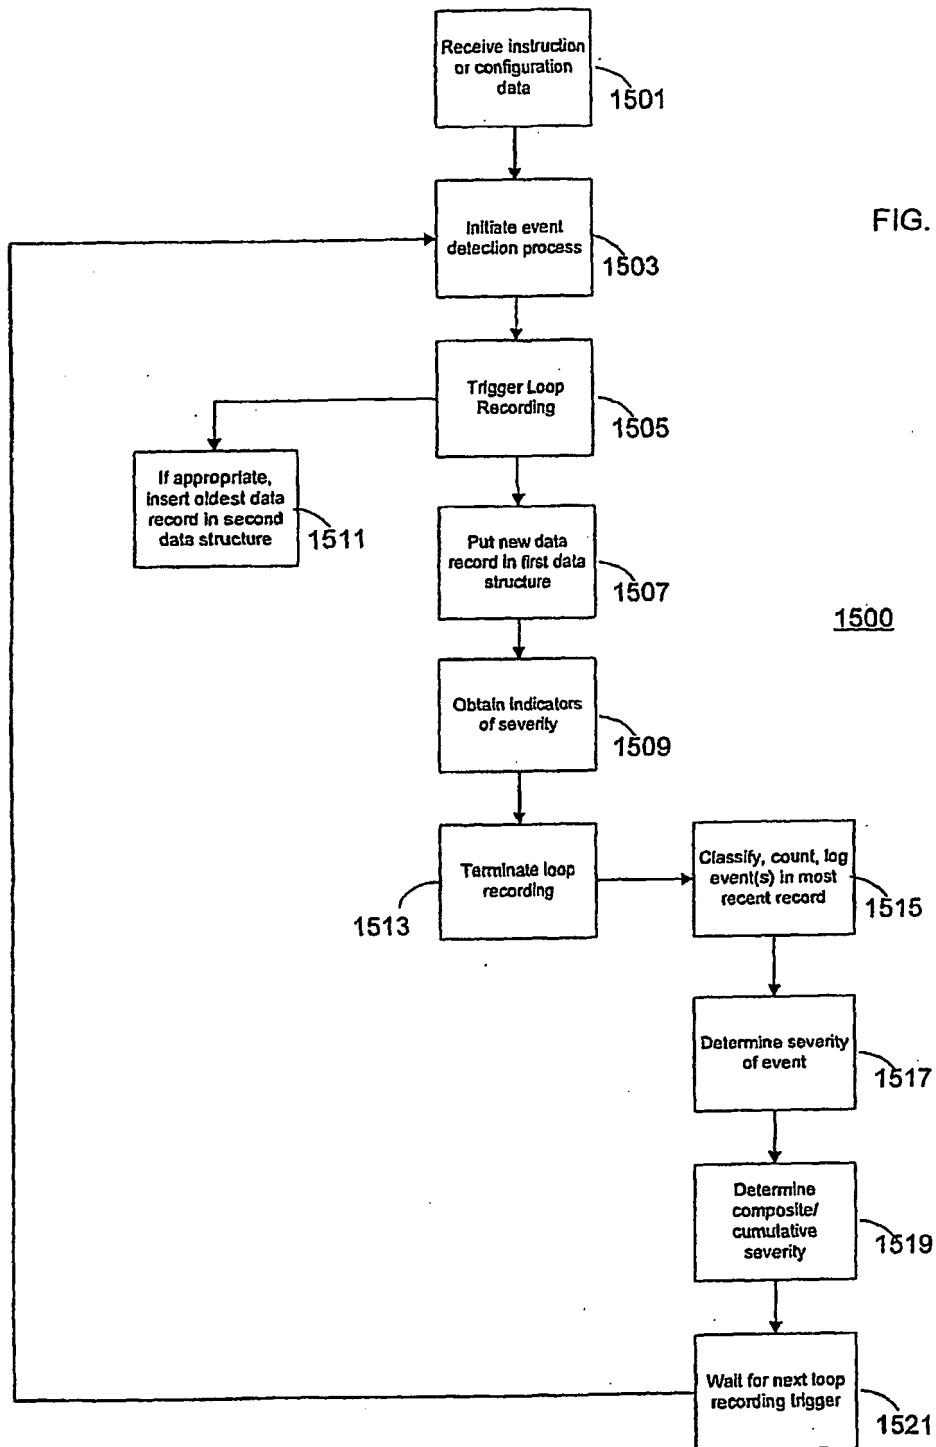 Receive instruction
or configuration
data
1501
FIG.
Initiate event
detection process
1503
Trigger Loop
Recording
1505
If appropriate,
insert oldest data
record in second
data structure
1511
Put new data
record in first data
structure
1507
1500
Obtain indicators
of severity
1509
Terminate loop
recording
1513
Classify, count, log
event(s) in most
recent record
1515
Determine severity
of event
1517
Determine
composite/
cumulative
severity
1519
Wait for next loop
recording trigger
1521